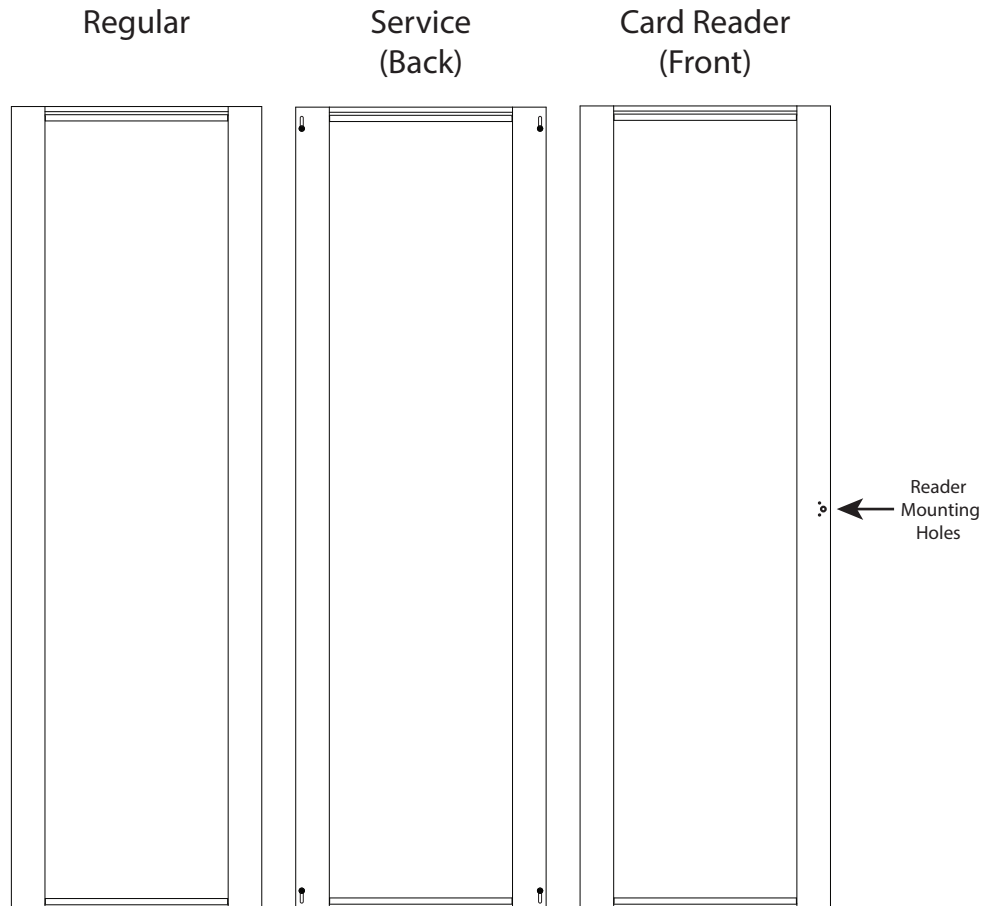 Regular
Service
(Back)
Card Reader
(Front)
Reader
Mounting
Holes